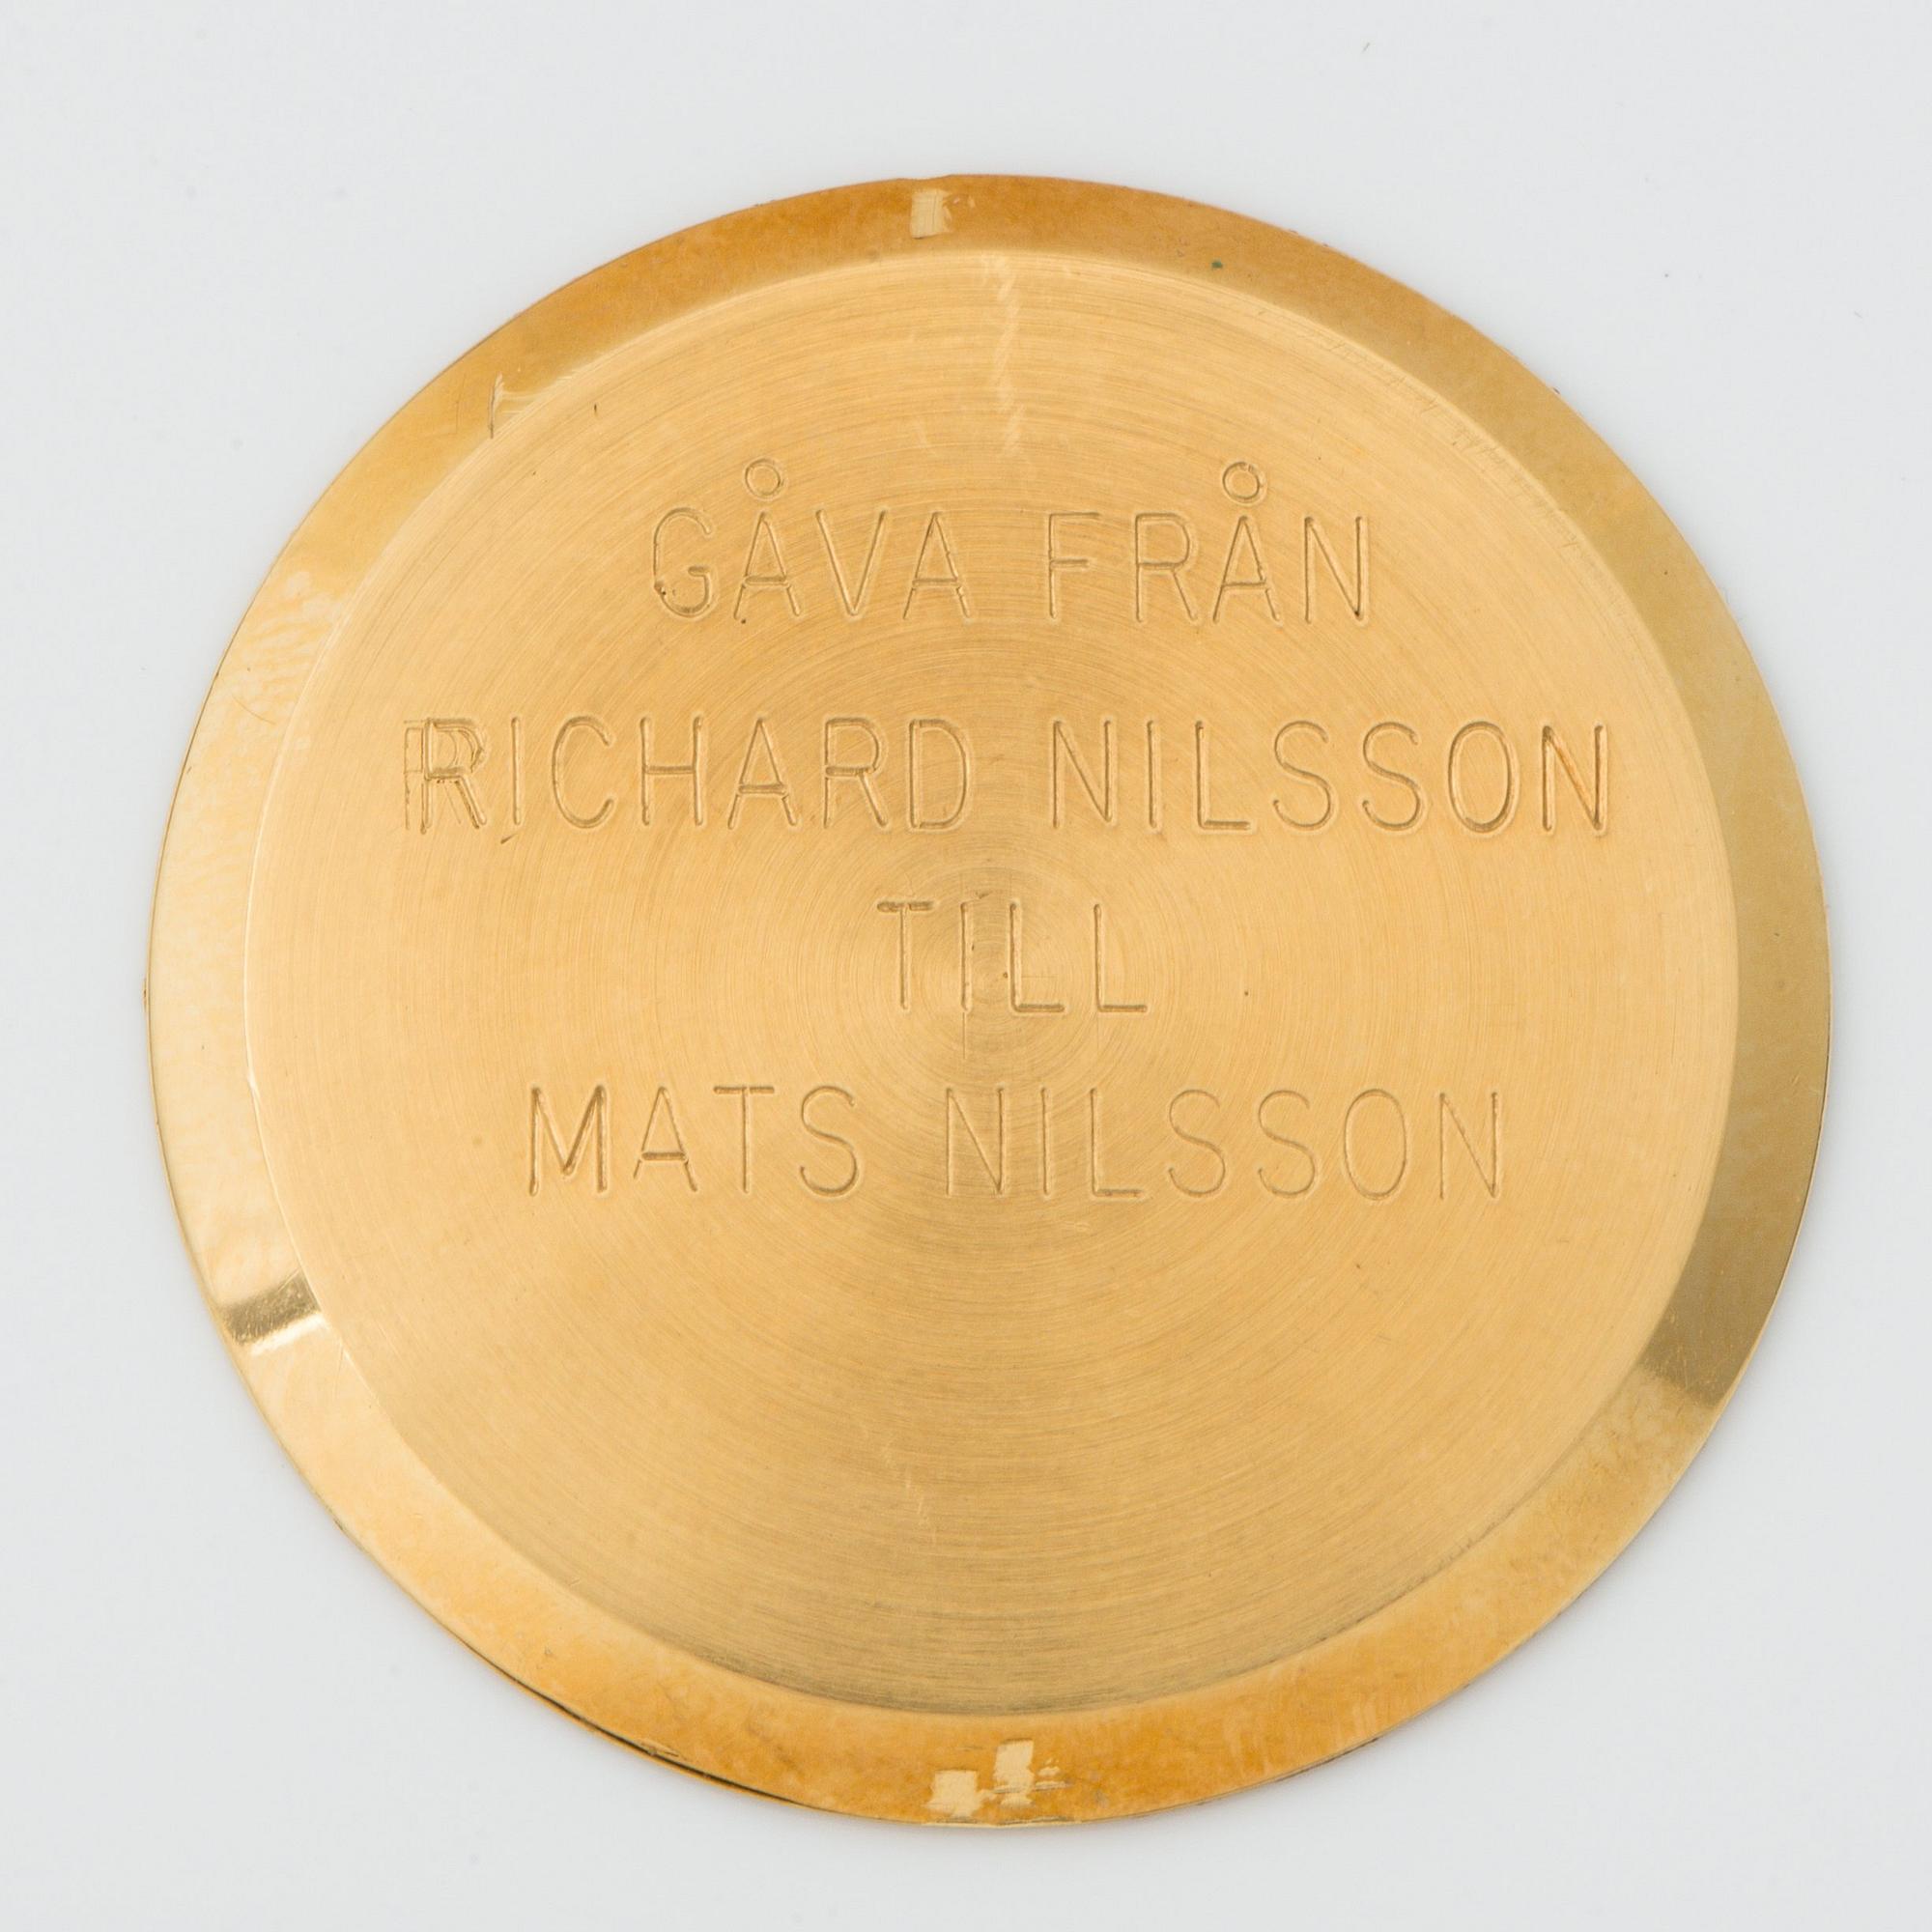 GÅVA FRÅN
RICHARD NILSSON
TILL
MATS NILSSON